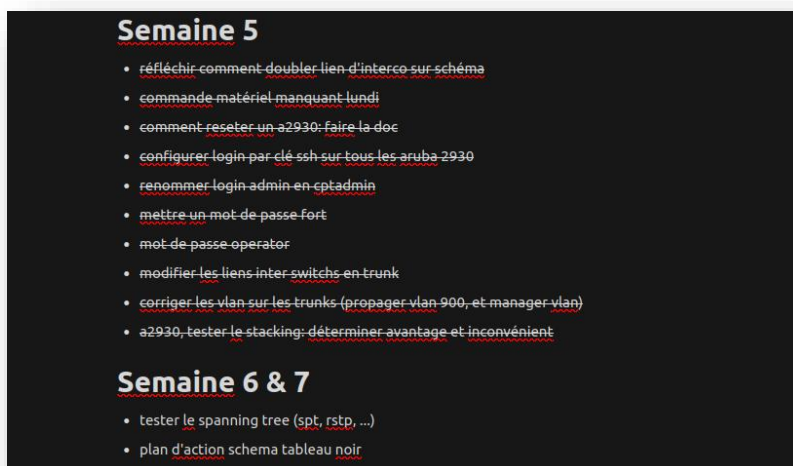 Semaine 5
réfléchir comment doubler lien d'interco sur schéma
commande matériel manquant lundi
comment reseter un a2930: faire la doc
configurer login par clé ssh sur tous les aruba 2930
renommer login admin en cptadmin
mettre un mot de passe fort
mot de passe operator
modifier les liens inter switchs en trunk
corriger les vlan sur les trunks (propager vlan 900, et manager vlan)
a2930, tester le stacking: déterminer avantage et inconvénient
Semaine 6 & 7
tester le spanning tree (spt, rstp, ...)
plan d'action schema tableau noir